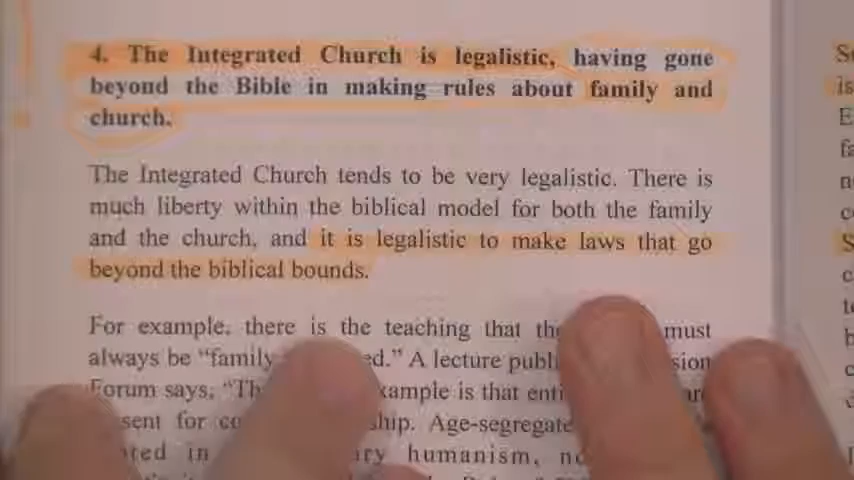 4. The Integrated Church is legalistic, having gone
beyond the Bible in making rules about family and
church.
The Integrated Church tends to be very legalistic. There is
much liberty within the biblical model for both the family
and the church, and it is legalistic to make laws that go
beyond the biblical bounds.
For example, there is the teaching that the must
always be “family ed.” A lecture publ sion
Forum says, “Th xample is that enti are
sent for co ship. Age-segregate
ted in ry humanism, no